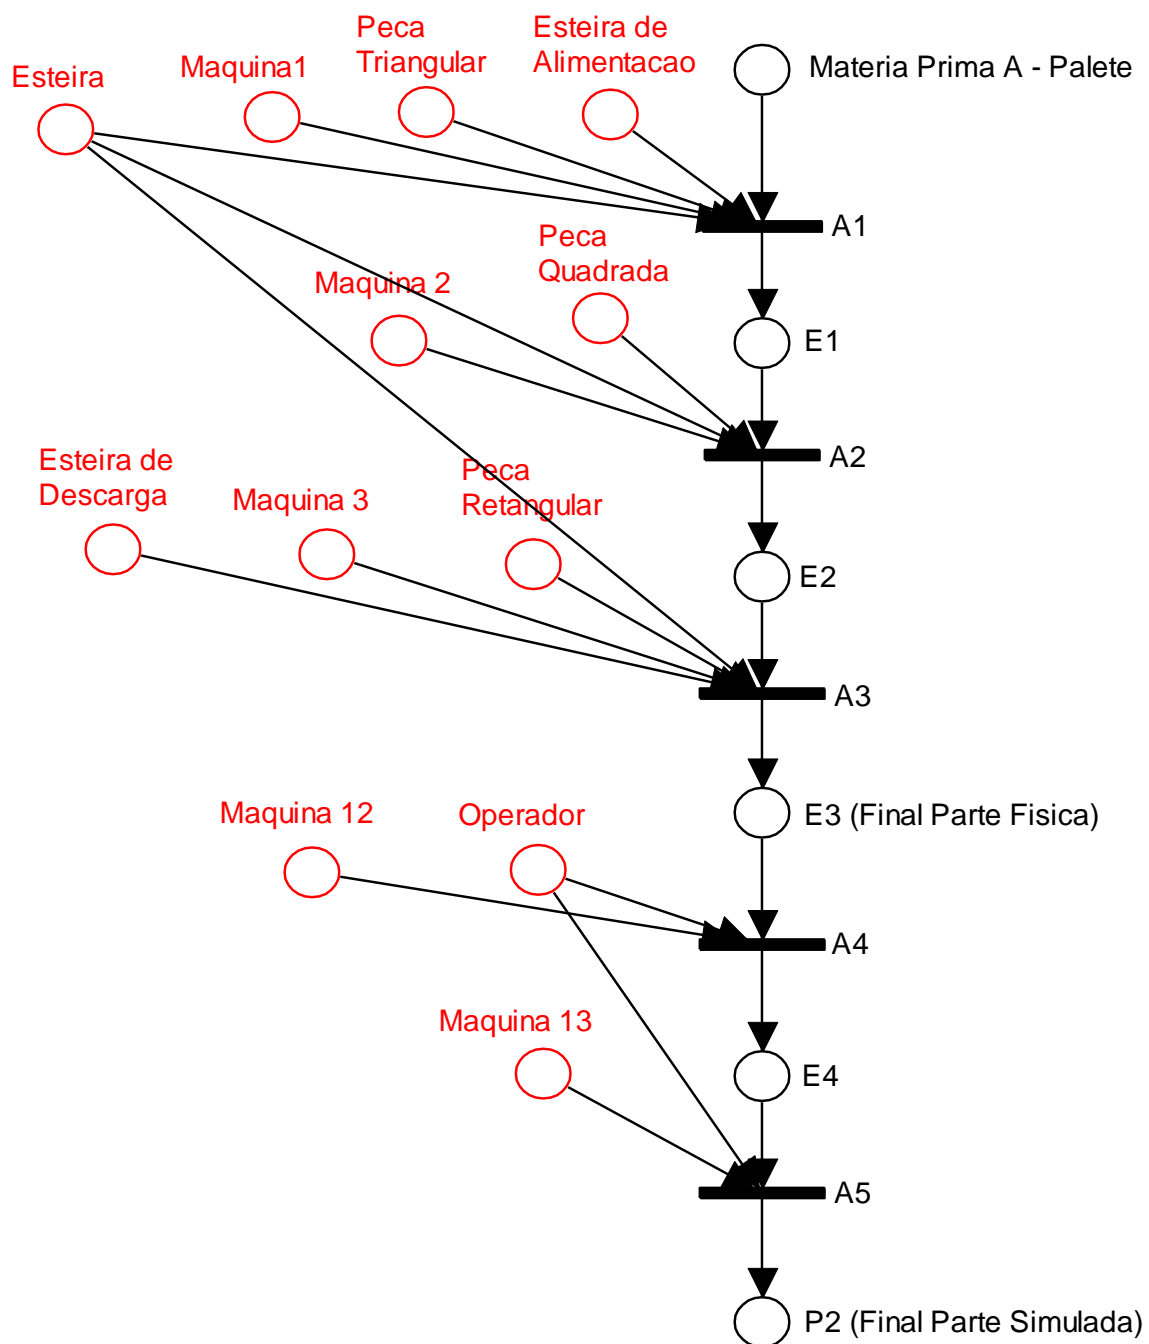 Peca
Triangular
Esteira de
Alimentacao
Materia Prima A - Palete
Esteira
Maquina1
A1
Peca
Quadrada
Maquina 2
E1
A2
Esteira de
Descarga
Maquina 3
Peca
Retangular
E2
A3
Maquina 12
Operador
E3 (Final Parte Fisica)
A4
Maquina 13
E4
A5
P2 (Final Parte Simulada)